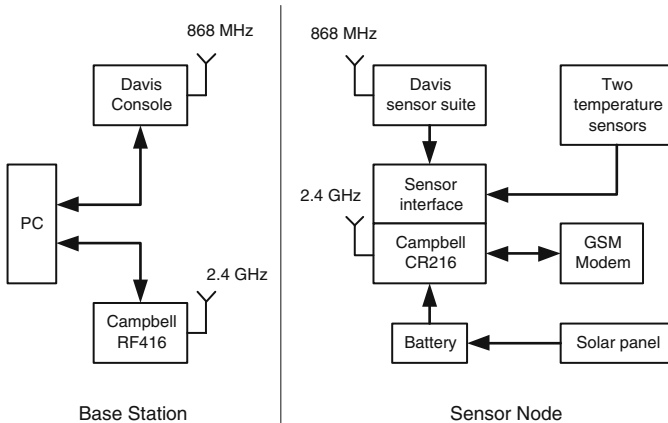 868 MHz
Davis
Console
PC
2.4 GHz
Campbell
RF416
Base Station
868 MHz
Davis
sensor suite
Two
temperature
sensors
Sensor
interface
2.4 GHz
Campbell
CR216
GSM
Modem
Battery
Solar panel
Sensor Node